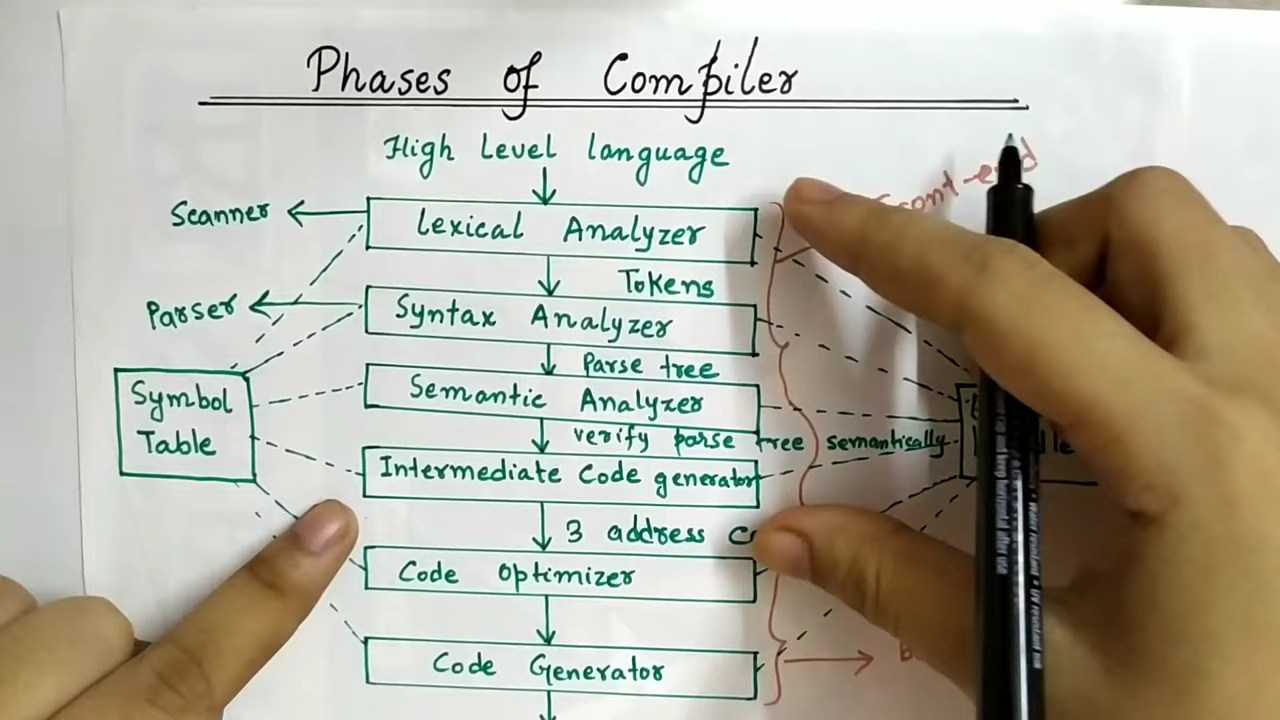 Phases of Compiler
High Level language
Scanner
Lexical Analyzer
Tokens
Parser
Syntax Analyzer
Parse tree
Symbol
Table
Semantic Analyzer
verify parse tree semantically
Intermediate Code generator
3 address
Code Optimizer
Code Generator